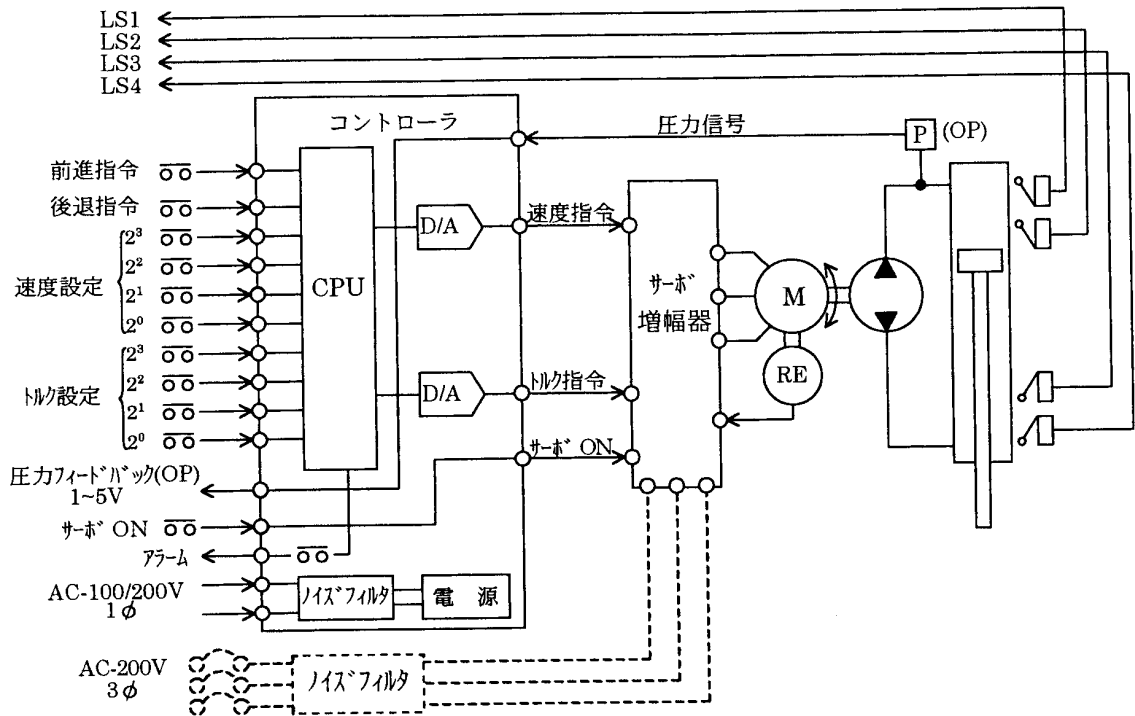 LS1
LS2
LS3
LS4
コントローラ
圧力信号
P (OP)
前進指令
後退指令
速度設定
2³
2²
2¹
2⁰
トルク設定
2³
2²
2¹
2⁰
CPU
D/A
速度指令
D/A
トルク指令
サーボON
サーボ
増幅器
M
RE
圧力フィードバック(OP)
1~5V
サーボON
アラーム
AC-100/200V
1φ
ノイズフィルタ
電 源
AC-200V
3φ
ノイズフィルタ